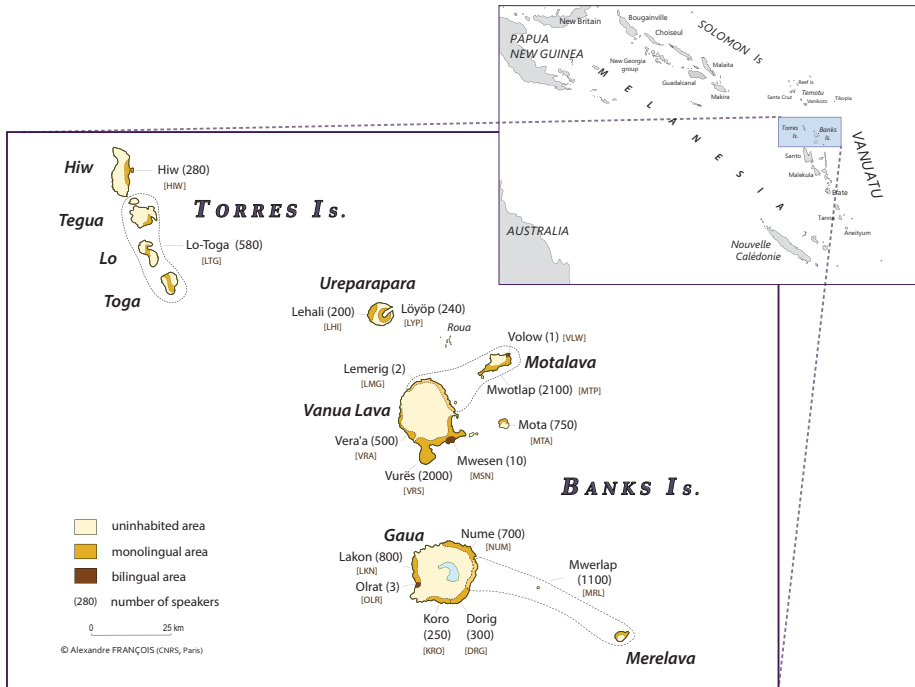 New Britain
Bougainville
Choiseul
SOLOMON Is
PAPUA
NEW GUINEA
New Georgia
group
Malaita
Guadalcanal
Makira
Reef Is
Santa Cruz
Temotu
Vanikoro
Tikopia
MELANESIA
Torres
Is.
Banks
Is.
VANUATU
Santo
Malekula
Efate
Tanna
Aneityum
AUSTRALIA
Nouvelle
Calédonie
Hiw
Hiw (280)
[HIW]
TORRES Is.
Tegua
Lo
Lo-Toga (580)
[LTG]
Toga
Ureparapara
Lehali (200)
[LHI]
Löyöp (240)
[LYP]
Roua
Volow (1) [VLW]
Motalava
Lemerig (2)
[LMG]
Mwotlap (2100) [MTP]
Vanua Lava
Mota (750)
[MTA]
Vera'a (500)
[VRA]
Mwesen (10)
[MSN]
Vurës (2000)
[VRS]
BANKS Is.
Gaua
Nume (700)
[NUM]
Lakon (800)
[LKN]
Olrat (3)
[OLR]
Mwerlap
(1100)
[MRL]
Koro
(250)
[KRO]
Dorig
(300)
[DRG]
Merelava
uninhabited area
monolingual area
bilingual area
(280) number of speakers
0 25 km
© Alexandre FRANÇOIS (CNRS, Paris)